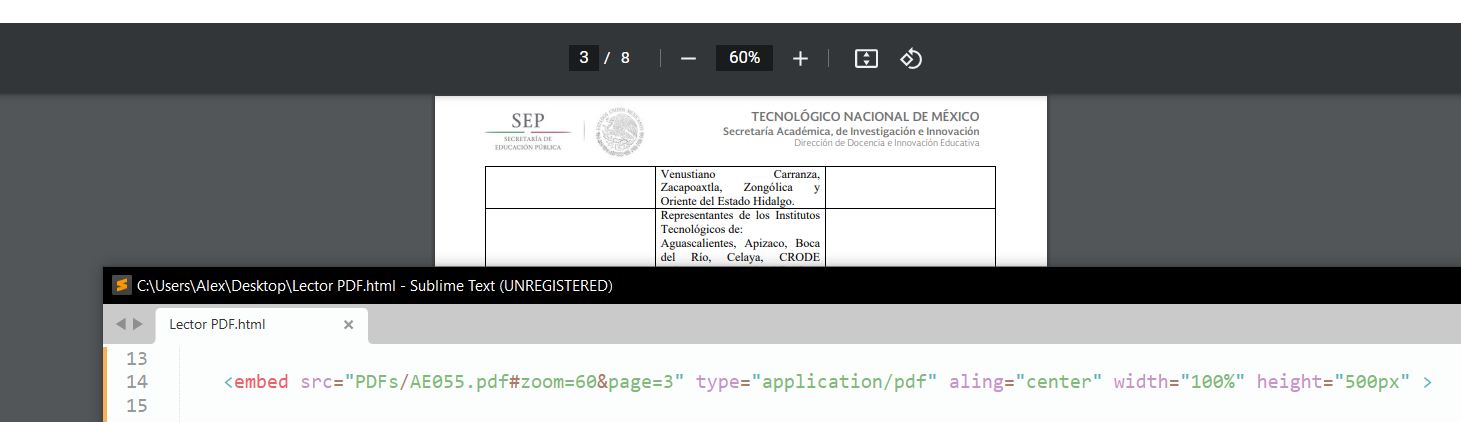 3 / 8 60%
SEP
SECRETARÍA DE
EDUCACIÓN PÚBLICA
TECNOLÓGICO NACIONAL DE MÉXICO
Secretaría Académica, de Investigación e Innovación
Dirección de Docencia e Innovación Educativa
Venustiano Carranza,
Zacapoaxtla, Zongólica y
Oriente del Estado Hidalgo.
Representantes de los Institutos
Tecnológicos de:
Aguascalientes, Apizaco, Boca
del Río, Celaya, CRODE
C:\Users\Alex\Desktop\Lector PDF.html - Sublime Text (UNREGISTERED)
Lector PDF.html
13
14 <embed src="PDFs/AE055.pdf#zoom=60&page=3" type="application/pdf" aling="center" width="100%" height="500px" >
15